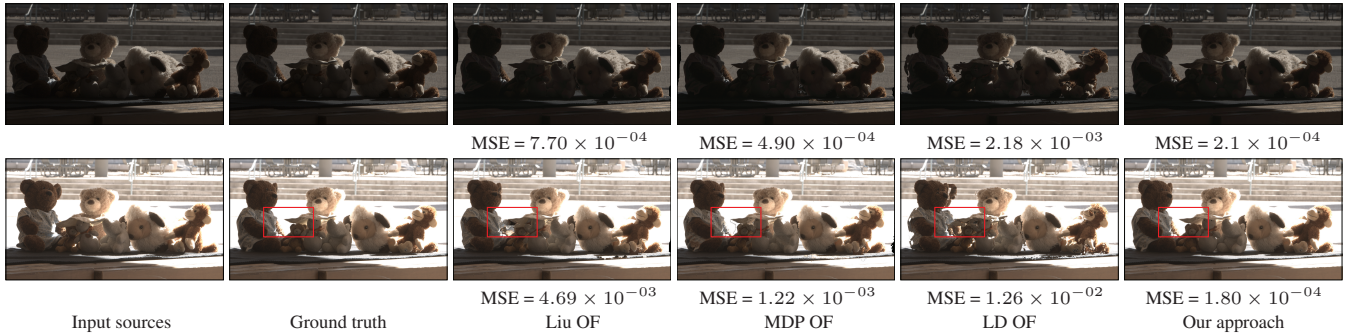 MSE = 7.70 × 10−04 MSE = 4.90 × 10−04 MSE = 2.18 × 10−03 MSE = 2.1 × 10−04
MSE = 4.69 × 10−03 MSE = 1.22 × 10−03 MSE = 1.26 × 10−02 MSE = 1.80 × 10−04
Input sources Ground truth Liu OF MDP OF LD OF Our approach